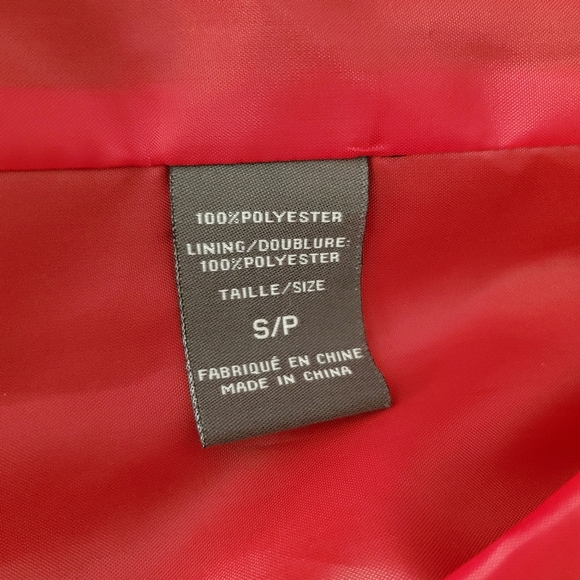 100%POLYESTER
LINING/DOUBLURE:
100%POLYESTER
TAILLE/SIZE
S/P
FABRIQUÉ EN CHINE
MADE IN CHINA